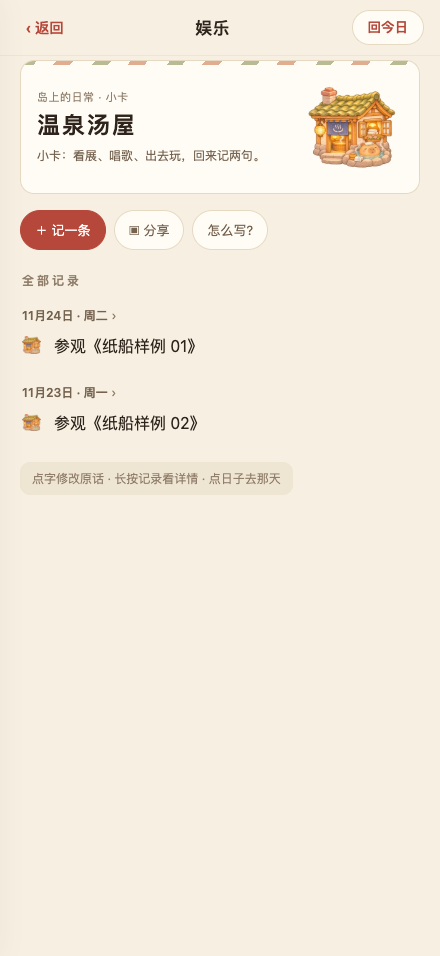 ‹ 返回
娱乐
回今日
岛上的日常 · 小卡
温泉汤屋
小卡：看展、唱歌、出去玩，回来记两句。
＋ 记一条
▣ 分享
怎么写?
全部记录
11月24日 · 周二 ›
参观《纸船样例 01》
11月23日 · 周一 ›
参观《纸船样例 02》
点字修改原话 · 长按记录看详情 · 点日子去那天